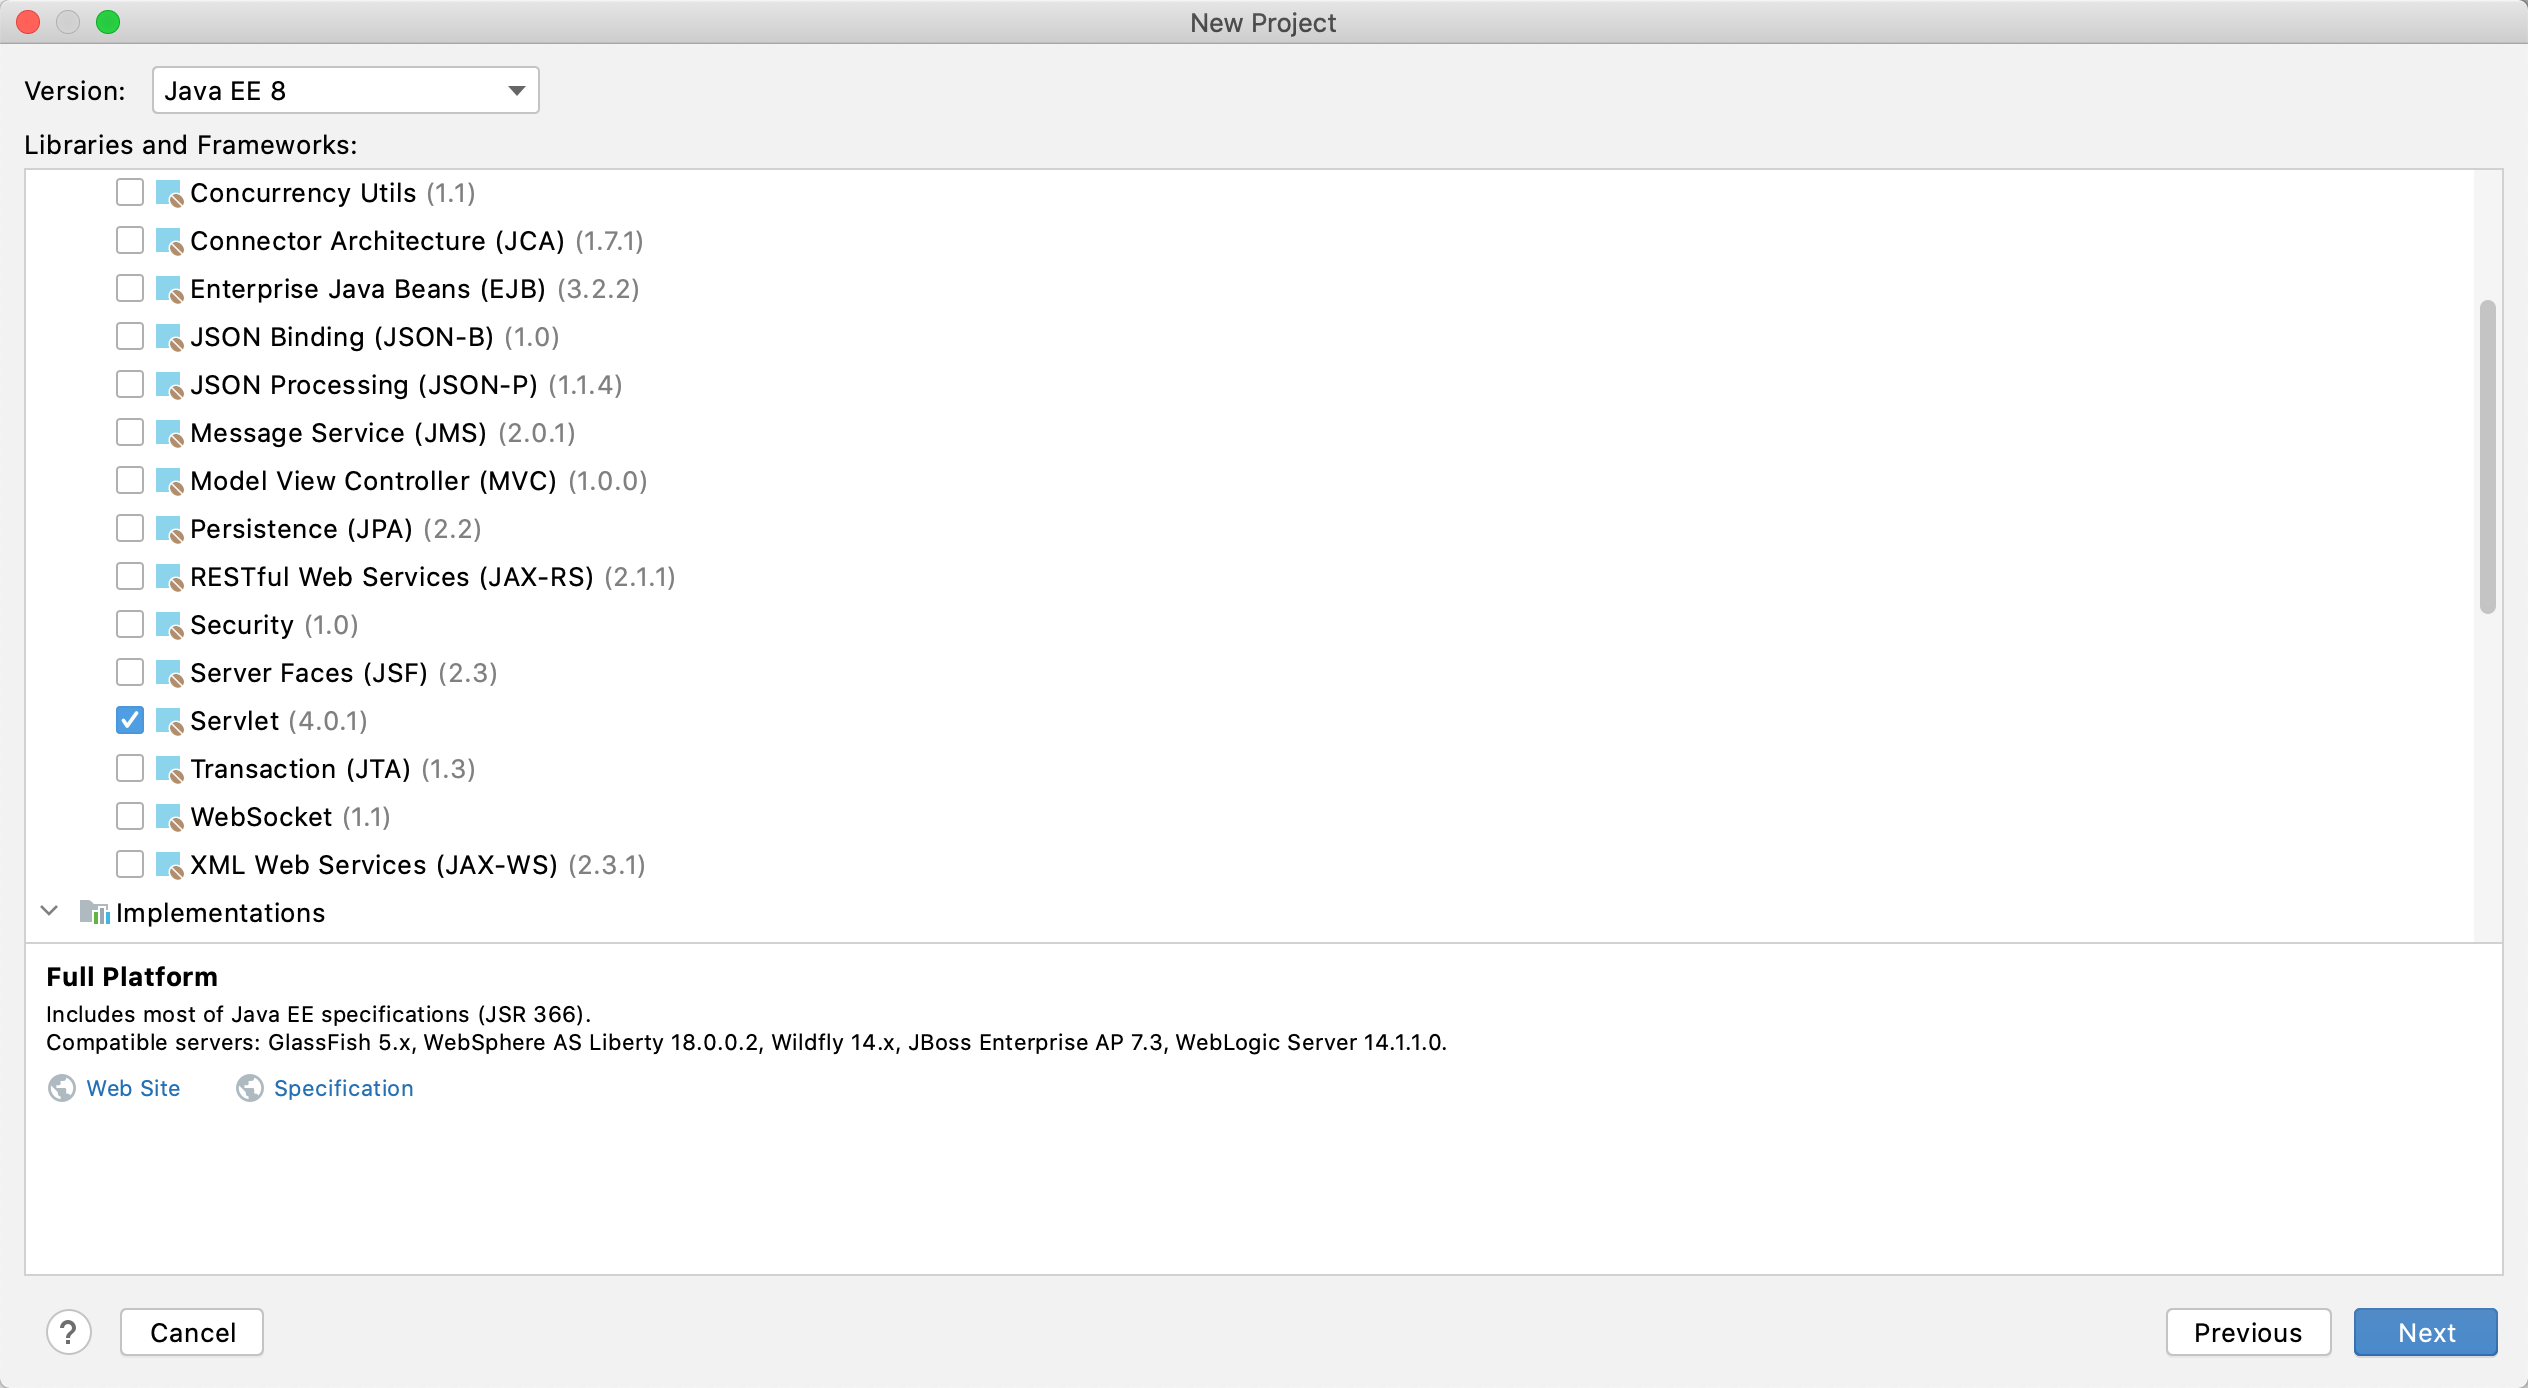 New Project
Version: Java EE 8
Libraries and Frameworks:
Concurrency Utils (1.1)
Connector Architecture (JCA) (1.7.1)
Enterprise Java Beans (EJB) (3.2.2)
JSON Binding (JSON-B) (1.0)
JSON Processing (JSON-P) (1.1.4)
Message Service (JMS) (2.0.1)
Model View Controller (MVC) (1.0.0)
Persistence (JPA) (2.2)
RESTful Web Services (JAX-RS) (2.1.1)
Security (1.0)
Server Faces (JSF) (2.3)
Servlet (4.0.1)
Transaction (JTA) (1.3)
WebSocket (1.1)
XML Web Services (JAX-WS) (2.3.1)
Implementations
Full Platform
Includes most of Java EE specifications (JSR 366).
Compatible servers: GlassFish 5.x, WebSphere AS Liberty 18.0.0.2, Wildfly 14.x, JBoss Enterprise AP 7.3, WebLogic Server 14.1.1.0.
Web Site Specification
? Cancel Previous Next